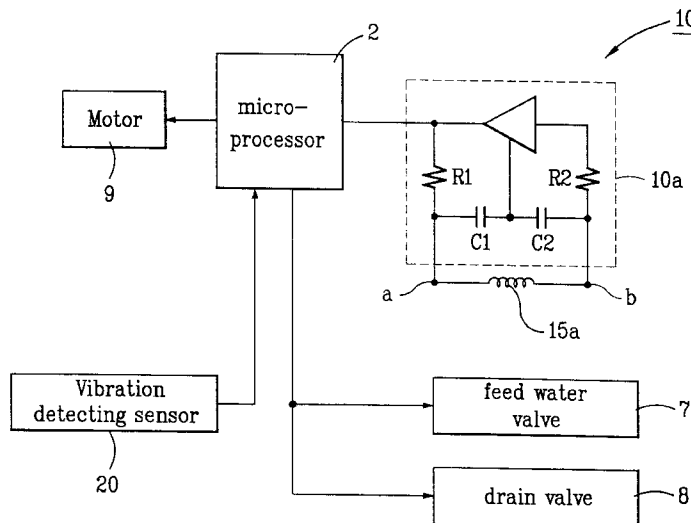 2
10
micro-
processor
Motor
9
R1
R2
10a
C1
C2
a
b
15a
Vibration
detecting sensor
20
feed water
valve
7
drain valve
8